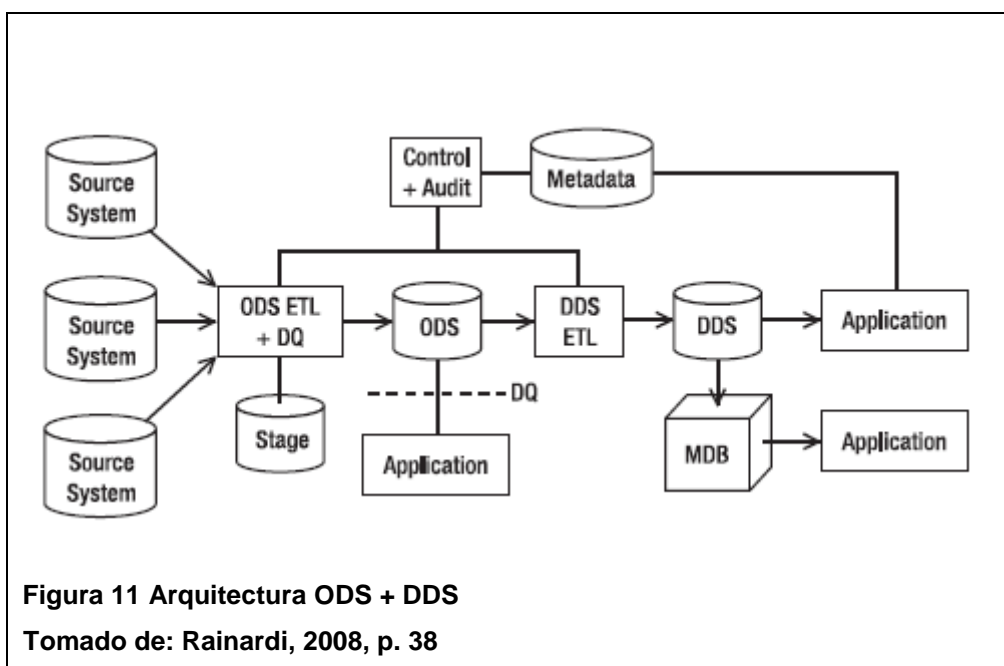 Control
+ Audit
Metadata
Source
System
Source
System
Source
System
ODS ETL
+ DQ
Stage
ODS
DQ
Application
DDS
ETL
DDS
MDB
Application
Application
Figura 11 Arquitectura ODS + DDS
Tomado de: Rainardi, 2008, p. 38